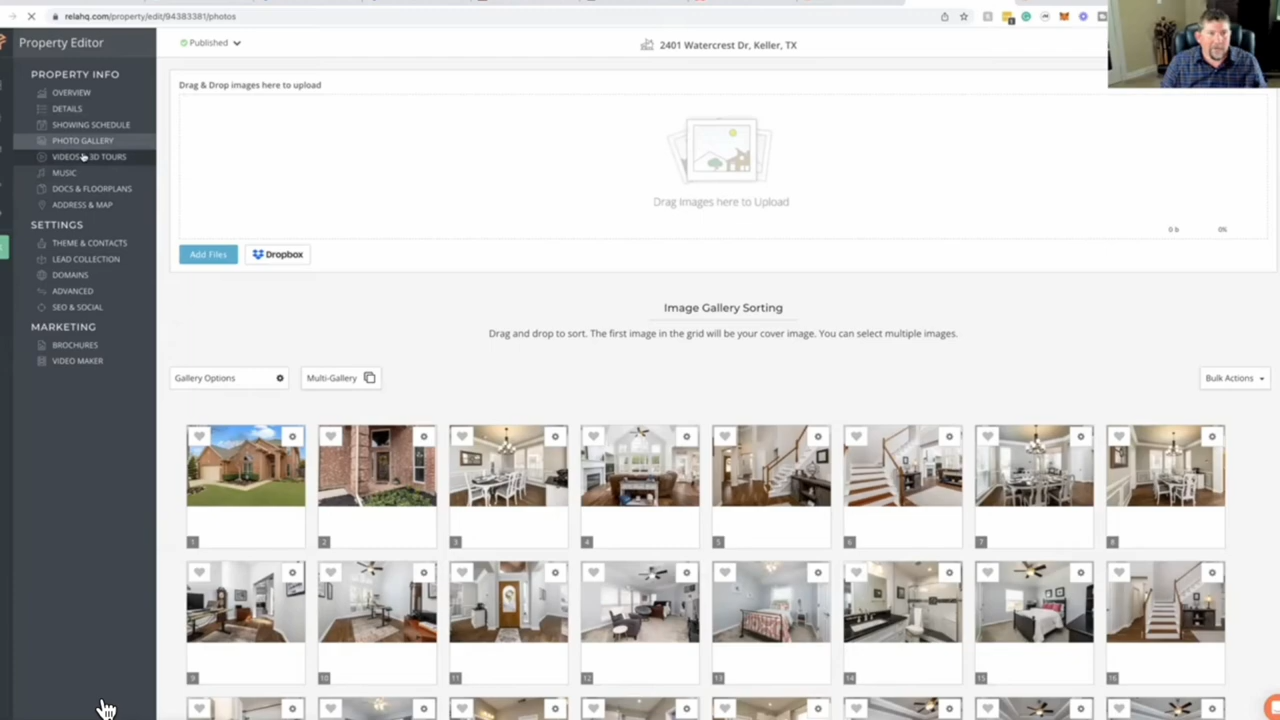 relahq.com/property/edit/94383381/photos
Property Editor
Published
2401 Watercrest Dr, Keller, TX
PROPERTY INFO
OVERVIEW
DETAILS
SHOWING SCHEDULE
PHOTO GALLERY
VIDEOS 3D TOURS
MUSIC
DOCS & FLOORPLANS
ADDRESS & MAP
SETTINGS
THEME & CONTACTS
LEAD COLLECTION
DOMAINS
ADVANCED
SEO & SOCIAL
MARKETING
BROCHURES
VIDEO MAKER
Drag & Drop images here to upload
Drag Images here to Upload
0 b 0%
Add Files
Dropbox
Image Gallery Sorting
Drag and drop to sort. The first image in the grid will be your cover image. You can select multiple images.
Gallery Options
Multi-Gallery
Bulk Actions
1 2 3 4 5 6 7 8
9 10 11 12 13 14 15 16